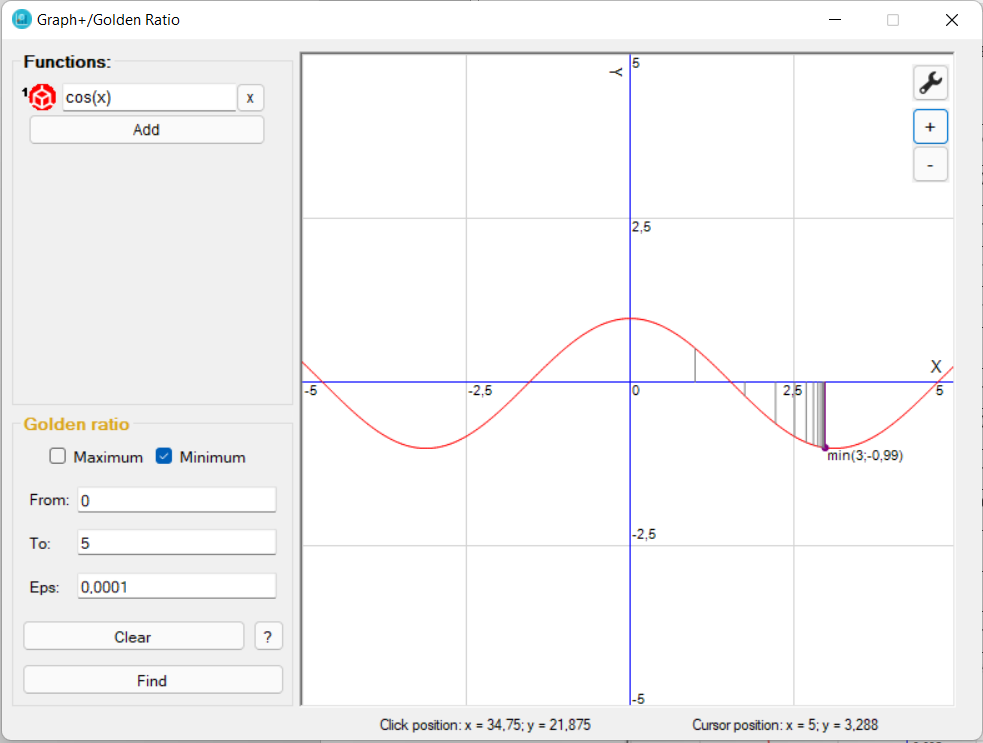 Graph+/Golden Ratio
Functions:
1 cos(x) x
Add
Golden ratio
Maximum Minimum
From: 0
To: 5
Eps: 0,0001
Clear ?
Find
Y 5
+
-
2,5
X
-5 -2,5 0 2,5 5
min(3;-0,99)
-2,5
-5
Click position: x = 34,75; y = 21,875 Cursor position: x = 5; y = 3,288